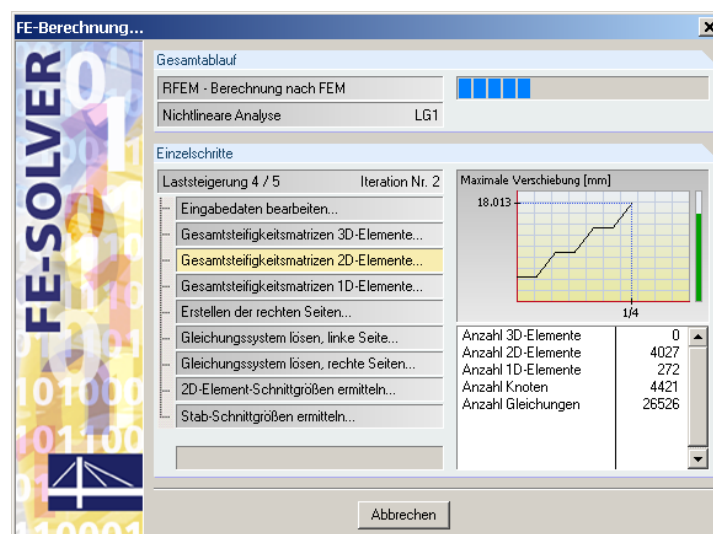 FE-Berechnung...
FE-SOLVER
Gesamtablauf
RFEM - Berechnung nach FEM
Nichtlineare Analyse LG1
Einzelschritte
Laststeigerung 4 / 5 Iteration Nr. 2
Eingabedaten bearbeiten...
Gesamtsteifigkeitsmatrizen 3D-Elemente...
Gesamtsteifigkeitsmatrizen 2D-Elemente...
Gesamtsteifigkeitsmatrizen 1D-Elemente...
Erstellen der rechten Seiten...
Gleichungssystem lösen, linke Seite...
Gleichungssystem lösen, rechte Seiten...
2D-Element-Schnittgrößen ermitteln...
Stab-Schnittgrößen ermitteln...
Maximale Verschiebung [mm]
18.013
1/4
Anzahl 3D-Elemente 0
Anzahl 2D-Elemente 4027
Anzahl 1D-Elemente 272
Anzahl Knoten 4421
Anzahl Gleichungen 26526
Abbrechen